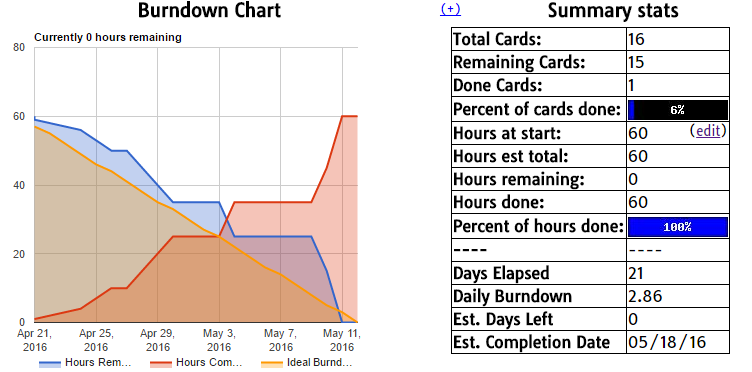 Burndown Chart
Currently 0 hours remaining
80
60
40
20
0
Apr 21, 2016
Apr 25, 2016
Apr 29, 2016
May 3, 2016
May 7, 2016
May 11, 2016
Hours Rem...
Hours Com...
Ideal Burnd...
(+)
Summary stats
Total Cards: 16
Remaining Cards: 15
Done Cards: 1
Percent of cards done: 6%
Hours at start: 60 (edit)
Hours est total: 60
Hours remaining: 0
Hours done: 60
Percent of hours done: 100%
---- ----
Days Elapsed 21
Daily Burndown 2.86
Est. Days Left 0
Est. Completion Date 05/18/16